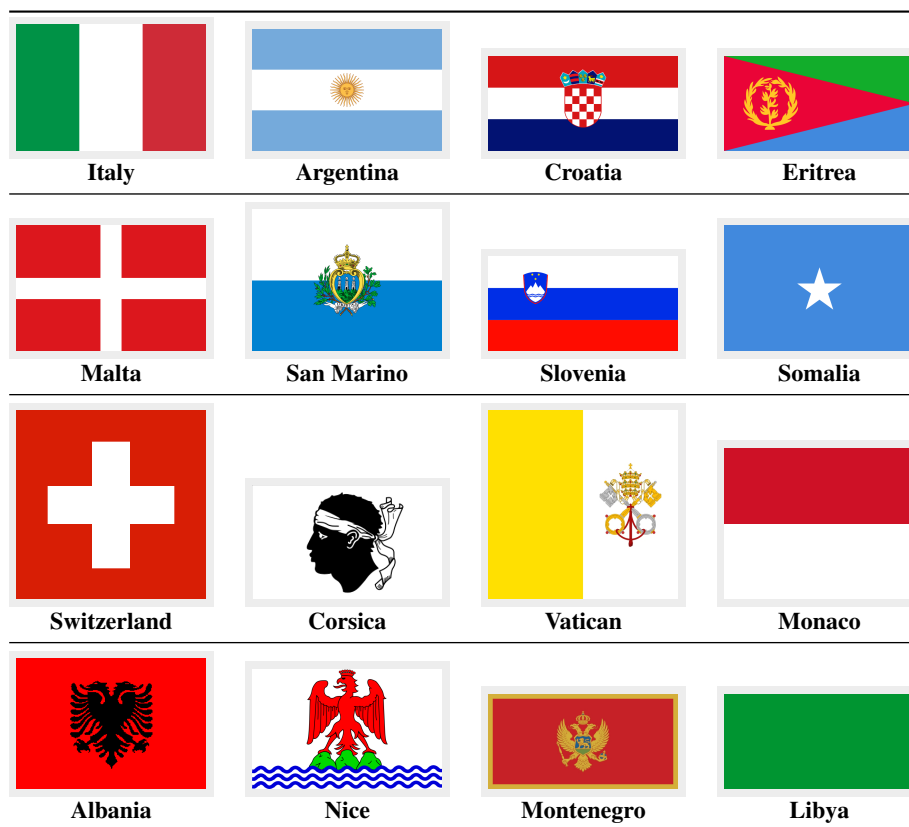 Italy Argentina Croatia Eritrea
Malta San Marino Slovenia Somalia
Switzerland Corsica Vatican Monaco
Albania Nice Montenegro Libya